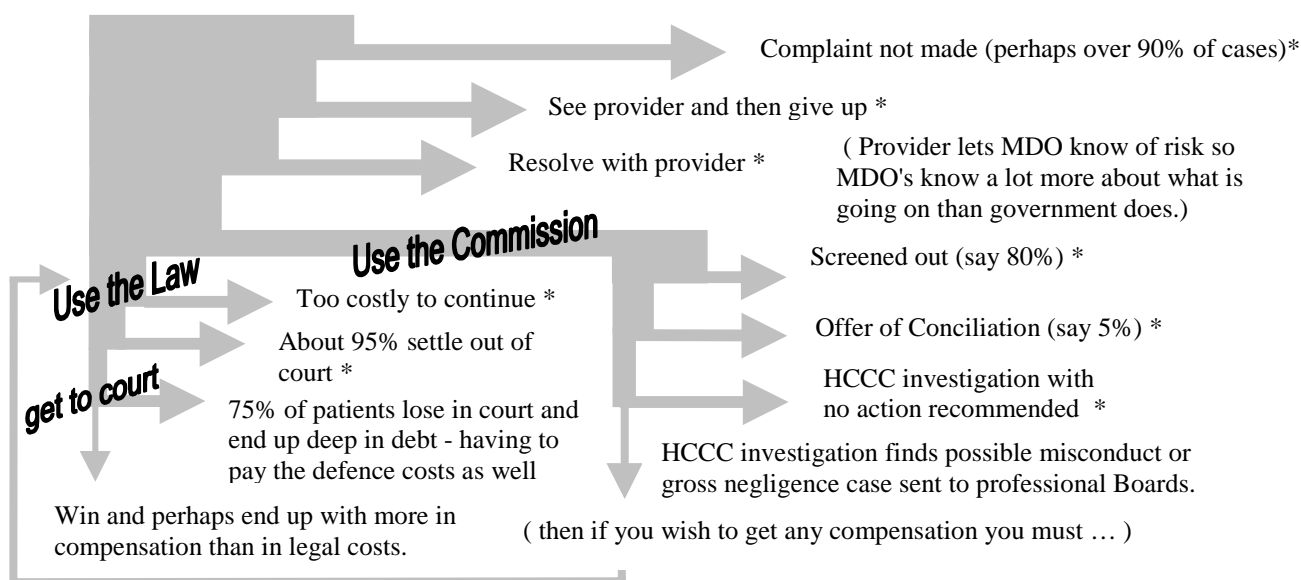 Complaint not made (perhaps over 90% of cases)*
See provider and then give up *
Resolve with provider *
( Provider lets MDO know of risk so
MDO's know a lot more about what is
going on than government does.)
Use the Commission
Screened out (say 80%) *
Offer of Conciliation (say 5%) *
HCCC investigation with
no action recommended *
HCCC investigation finds possible misconduct or
gross negligence case sent to professional Boards.
( then if you wish to get any compensation you must … )
Use the Law
Too costly to continue *
About 95% settle out of
court *
get to court
75% of patients lose in court and
end up deep in debt - having to
pay the defence costs as well
Win and perhaps end up with more in
compensation than in legal costs.